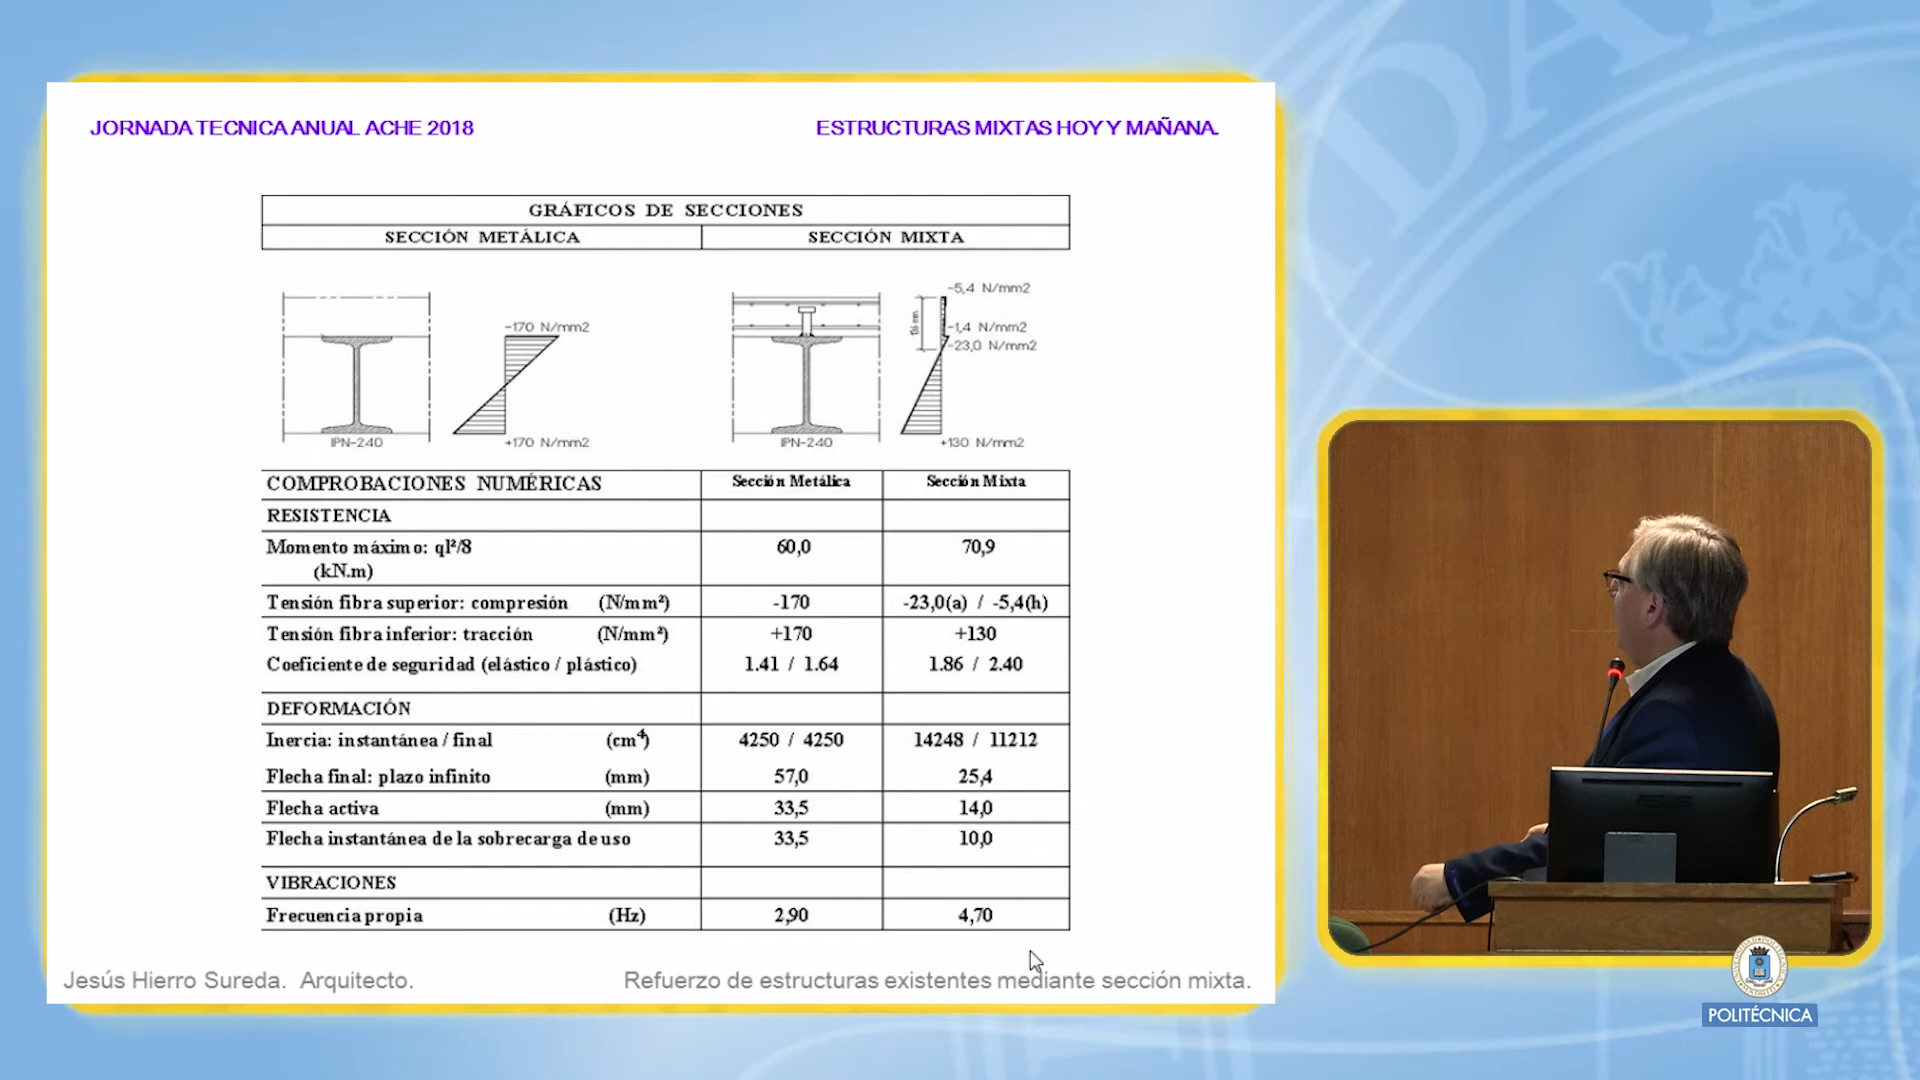 JORNADA TECNICA ANUAL ACHE 2018
ESTRUCTURAS MIXTAS HOY Y MAÑANA.
GRÁFICOS DE SECCIONES
SECCIÓN METÁLICA
SECCIÓN MIXTA
-170 N/mm2
IPN-240
+170 N/mm2
-5,4 N/mm2
-1,4 N/mm2
-23,0 N/mm2
IPN-240
+130 N/mm2
COMPROBACIONES NUMÉRICAS Sección Metálica Sección Mixta
RESISTENCIA
Momento máximo: ql²/8 60,0 70,9
(kN.m)
Tensión fibra superior: compresión (N/mm²) -170 -23,0(a) / -5,4(h)
Tensión fibra inferior: tracción (N/mm²) +170 +130
Coeficiente de seguridad (elástico / plástico) 1.41 / 1.64 1.86 / 2.40
DEFORMACIÓN
Inercia: instantánea / final (cm⁴) 4250 / 4250 14248 / 11212
Flecha final: plazo infinito (mm) 57,0 25,4
Flecha activa (mm) 33,5 14,0
Flecha instantánea de la sobrecarga de uso 33,5 10,0
VIBRACIONES
Frecuencia propia (Hz) 2,90 4,70
Jesús Hierro Sureda. Arquitecto.
Refuerzo de estructuras existentes mediante sección mixta.
POLITÉCNICA